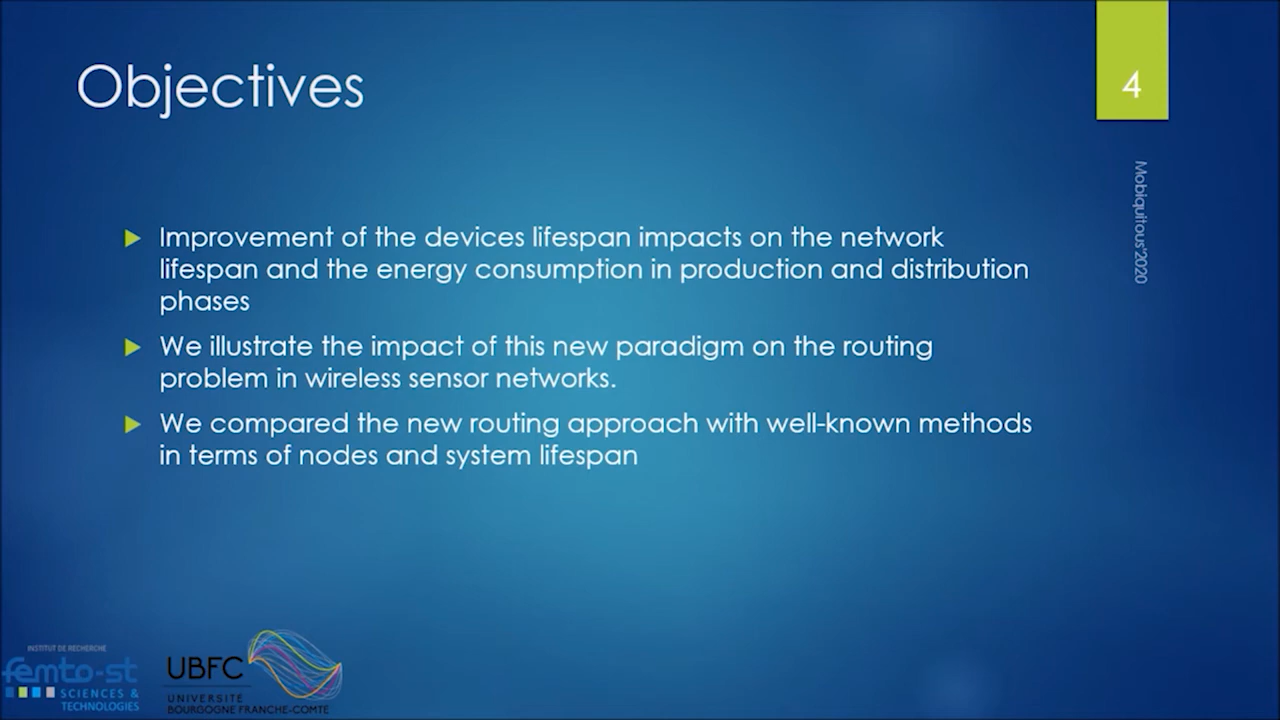 Objectives
4
Mobiquitous'2020
Improvement of the devices lifespan impacts on the network
lifespan and the energy consumption in production and distribution
phases
We illustrate the impact of this new paradigm on the routing
problem in wireless sensor networks.
We compared the new routing approach with well-known methods
in terms of nodes and system lifespan
INSTITUT DE RECHERCHE
femto-st
SCIENCES &
TECHNOLOGIES
UBFC
UNIVERSITÉ
BOURGOGNE FRANCHE-COMTÉ